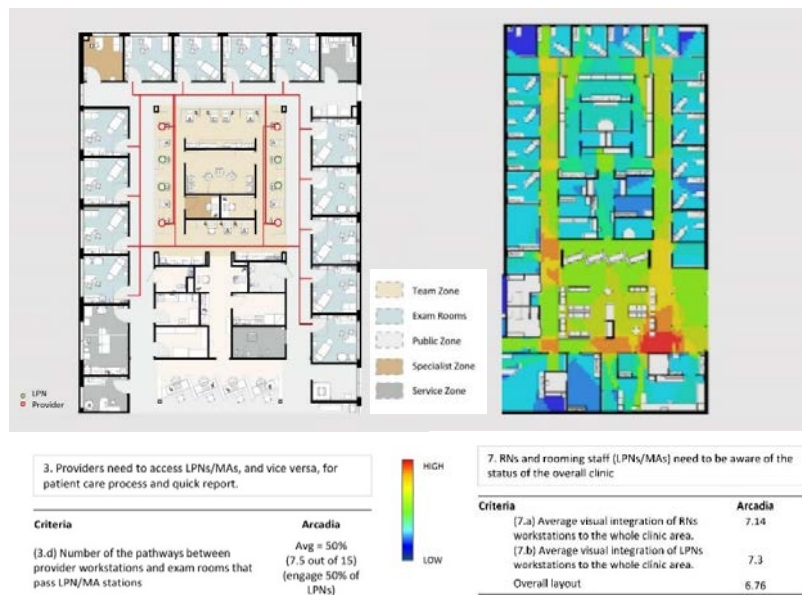 Team Zone
Exam Rooms
Public Zone
Specialist Zone
Service Zone
LPN
Provider
3. Providers need to access LPNs/MAs, and vice versa, for
patient care process and quick report.
Criteria
Arcadia
(3.d) Number of the pathways between
provider workstations and exam rooms that
pass LPN/MA stations
Avg = 50%
(7.5 out of 15)
(engage 50% of
LPNs)
HIGH
LOW
7. RNs and rooming staff (LPNs/MAs) need to be aware of the
status of the overall clinic
Criteria
Arcadia
(7.a) Average visual integration of RNs
workstations to the whole clinic area.
7.14
(7.b) Average visual integration of LPNs
workstations to the whole clinic area.
7.3
Overall layout
6.76